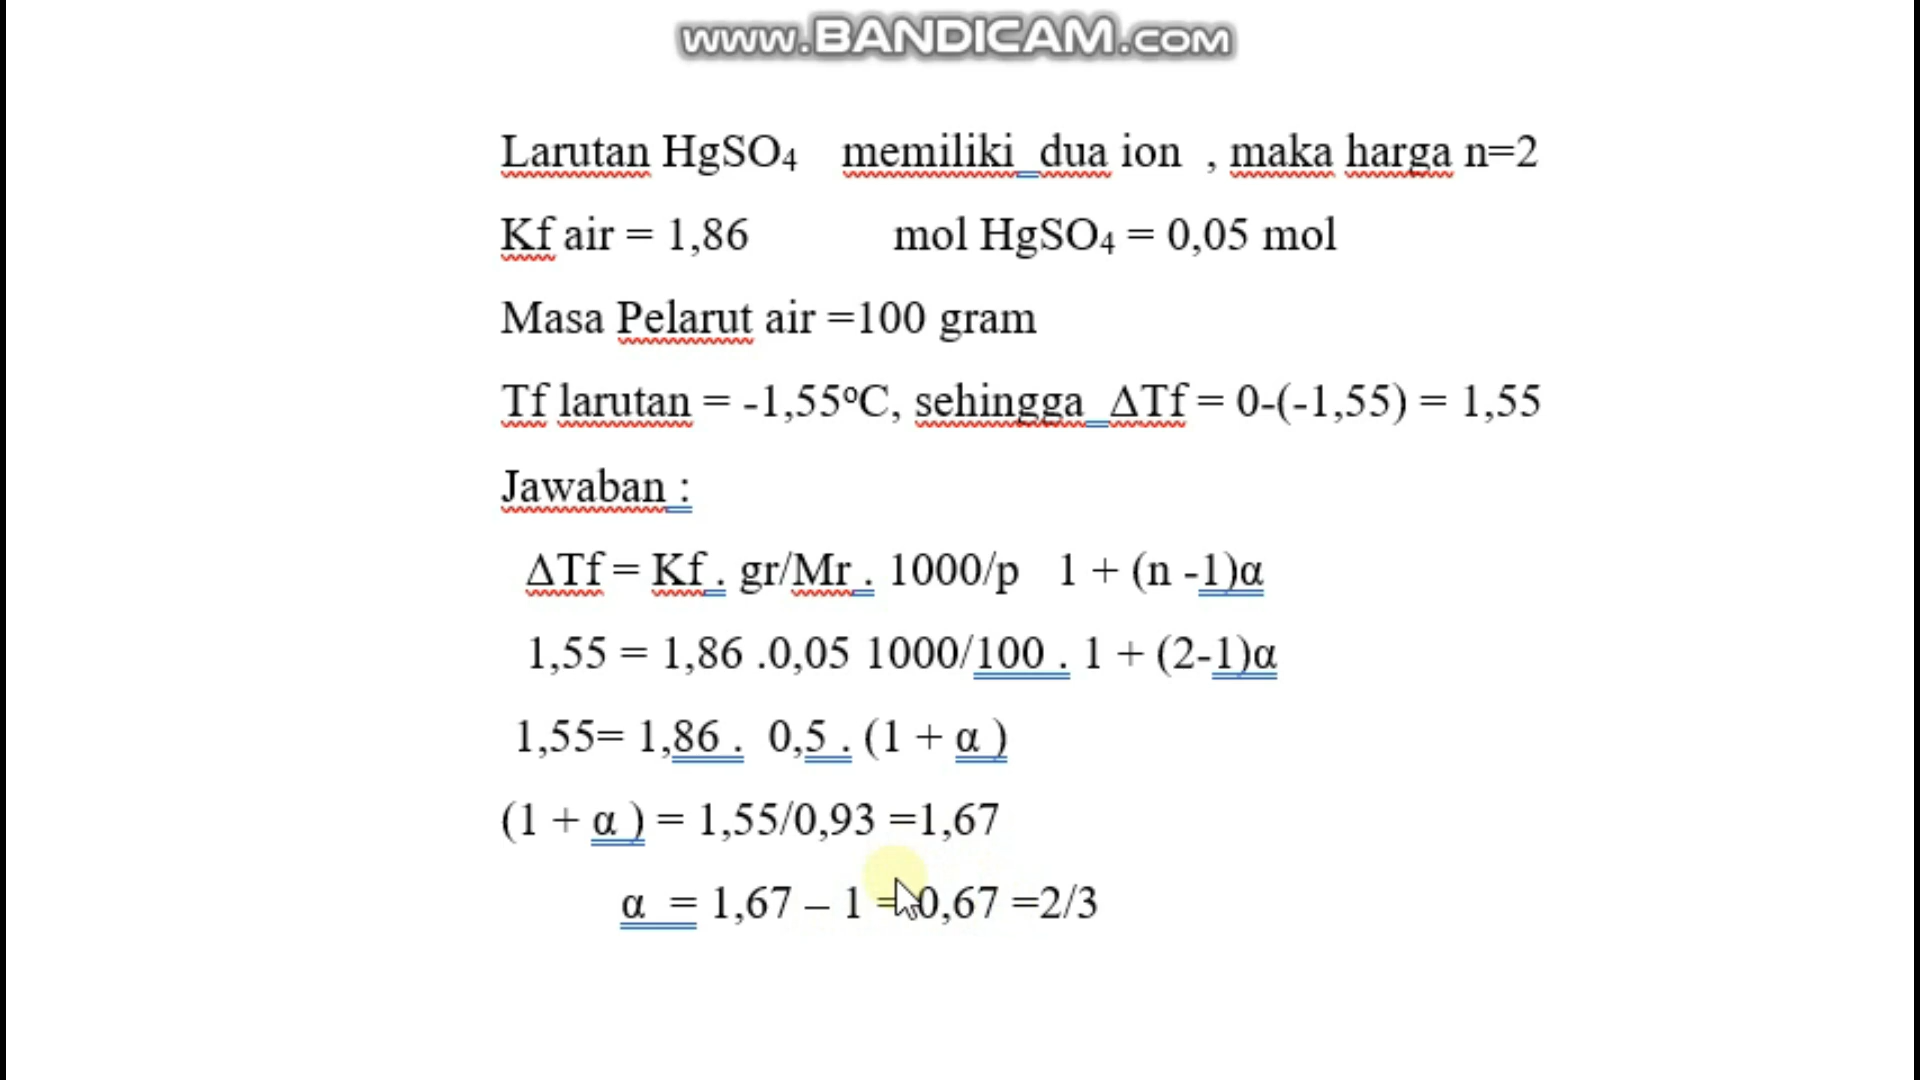 www.BANDICAM.COM
Larutan HgSO₄ memiliki dua ion , maka harga n=2
Kf air = 1,86 mol HgSO₄ = 0,05 mol
Masa Pelarut air =100 gram
Tf larutan = -1,55ᵒC, sehingga ΔTf = 0-(-1,55) = 1,55
Jawaban :
ΔTf = Kf . gr/Mr . 1000/p 1 + (n -1)α
1,55 = 1,86 .0,05 1000/100 . 1 + (2-1)α
1,55= 1,86 . 0,5 . (1 + α )
(1 + α ) = 1,55/0,93 =1,67
α = 1,67 – 1 = 0,67 =2/3